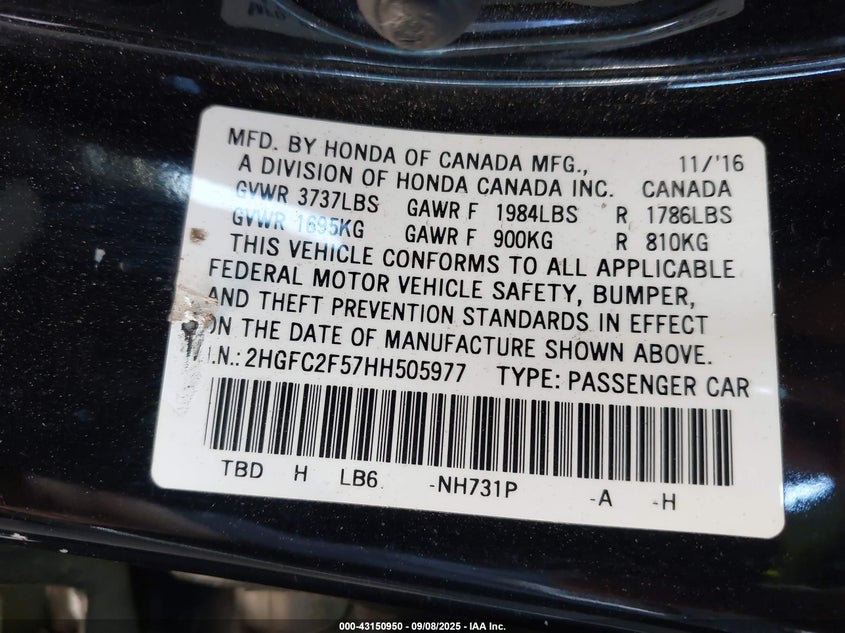 MFD. BY HONDA OF CANADA MFG., 11/'16
A DIVISION OF HONDA CANADA INC. CANADA
GVWR 3737LBS GAWR F 1984LBS R 1786LBS
GVWR 1695KG GAWR F 900KG R 810KG
THIS VEHICLE CONFORMS TO ALL APPLICABLE
FEDERAL MOTOR VEHICLE SAFETY, BUMPER,
AND THEFT PREVENTION STANDARDS IN EFFECT
ON THE DATE OF MANUFACTURE SHOWN ABOVE.
.I.N.: 2HGFC2F57HH505977 TYPE: PASSENGER CAR
TBD H LB6 -NH731P -A -H
000-43150950 - 09/08/2025 - IAA Inc.